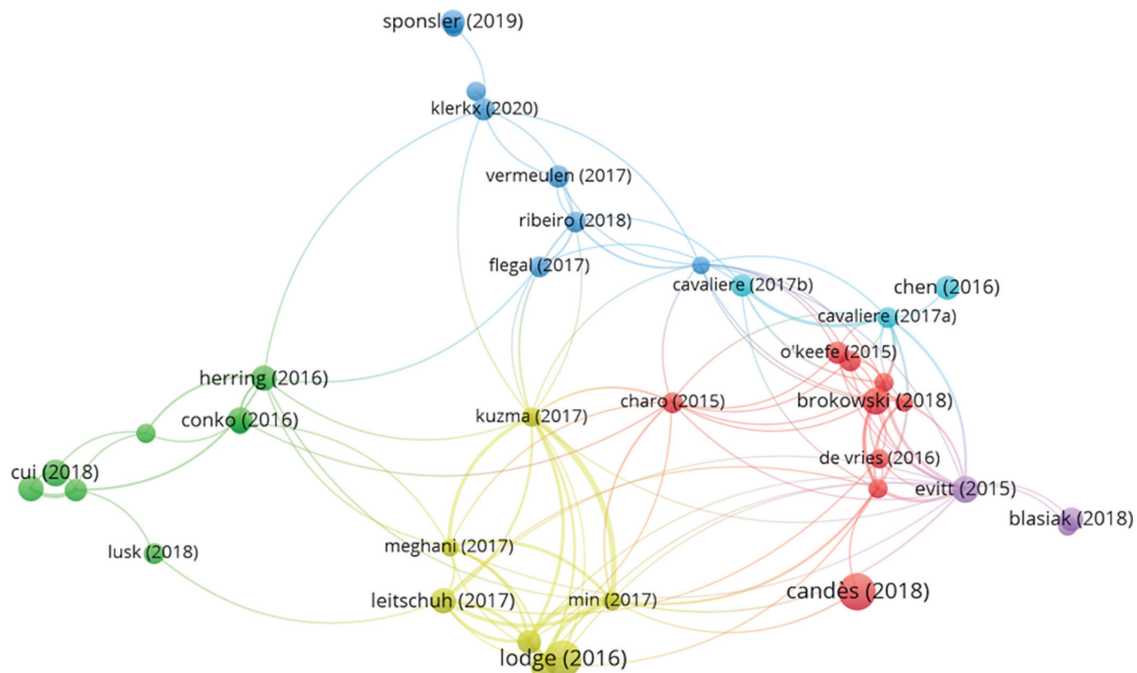 sponsler (2019)
klerkx (2020)
vermeulen (2017)
ribeiro (2018)
flegal (2017)
cavaliere (2017b)
chen (2016)
cavaliere (2017a)
o'keefe (2015)
herring (2016)
brokowski (2018)
charo (2015)
kuzma (2017)
conko (2016)
de vries (2016)
cui (2018)
evitt (2015)
blasiak (2018)
meghani (2017)
lusk (2018)
candès (2018)
leitschuh (2017)
min (2017)
lodge (2016)